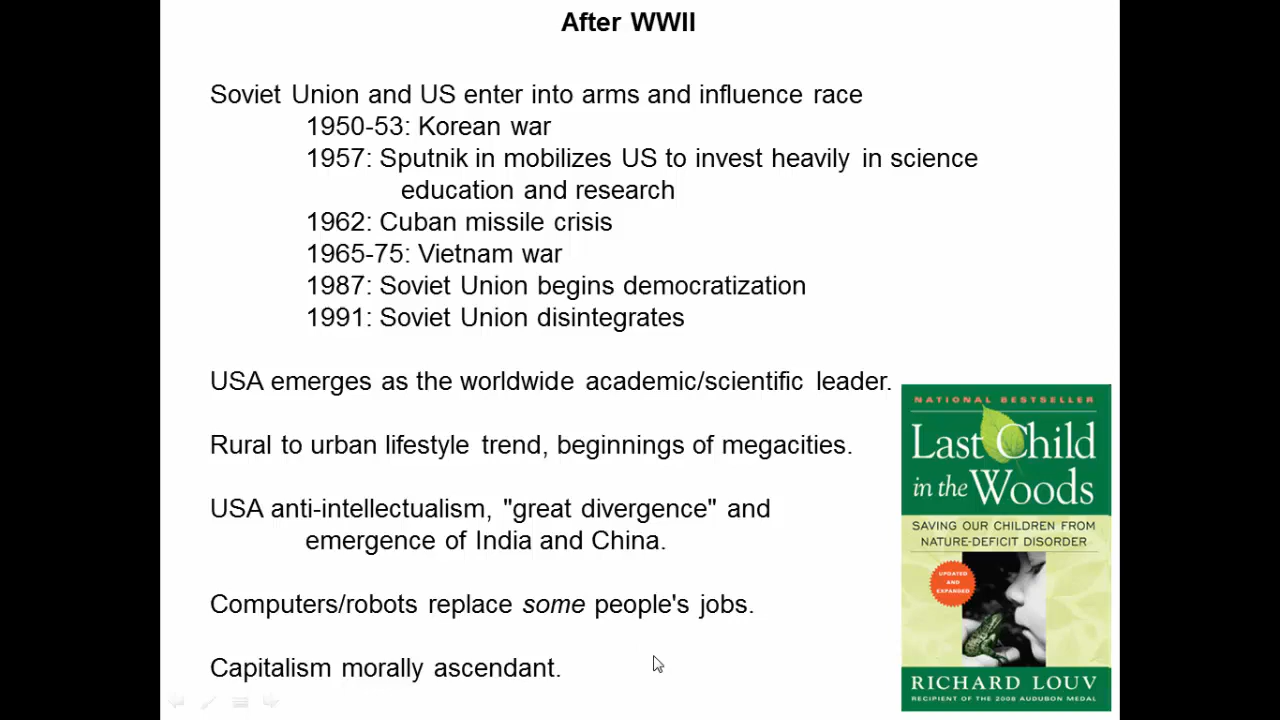 After WWII
Soviet Union and US enter into arms and influence race
1950-53: Korean war
1957: Sputnik in mobilizes US to invest heavily in science
education and research
1962: Cuban missile crisis
1965-75: Vietnam war
1987: Soviet Union begins democratization
1991: Soviet Union disintegrates
USA emerges as the worldwide academic/scientific leader.
Rural to urban lifestyle trend, beginnings of megacities.
USA anti-intellectualism, "great divergence" and
emergence of India and China.
Computers/robots replace some people's jobs.
Capitalism morally ascendant.
NATIONAL BESTSELLER
Last Child
in the Woods
SAVING OUR CHILDREN FROM
NATURE-DEFICIT DISORDER
UPDATED
AND
EXPANDED
RICHARD LOUV
RECIPIENT OF THE 2008 AUDUBON MEDAL